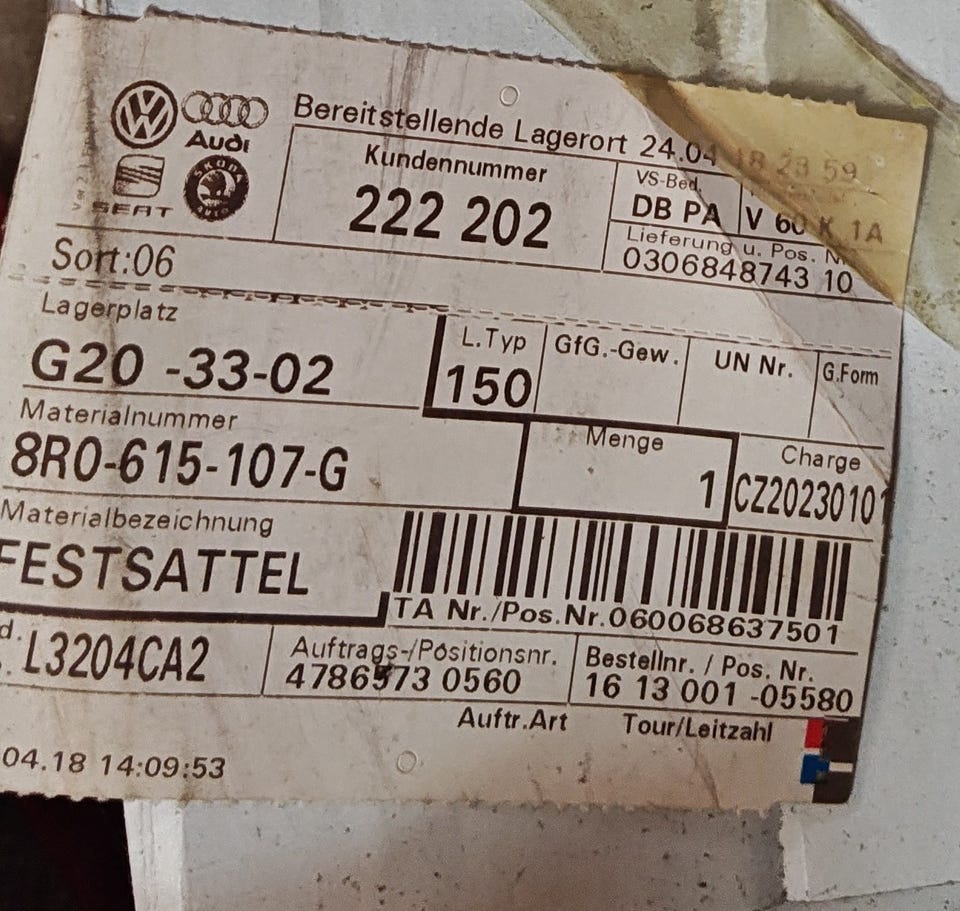 Audi
SEAT
SKODA
AUTO
Bereitstellende Lagerort 24.04 18 23 59
Kundennummer
222 202
VS-Bed.
DB PA
V 60 K 1A
Lieferung u. Pos. Nr
0306848743 10
Sort:06
Lagerplatz
G20 -33-02
L.Typ
150
GfG.-Gew.
UN Nr.
G.Form
Materialnummer
8R0-615-107-G
Menge
1
Charge
CZ20230101
Materialbezeichnung
FESTSATTEL
TA Nr./Pos.Nr.060068637501
d.
L3204CA2
Auftrags-/Positionsnr.
4786573 0560
Bestellnr. / Pos. Nr.
16 13 001 -05580
Auftr.Art
Tour/Leitzahl
04.18 14:09:53